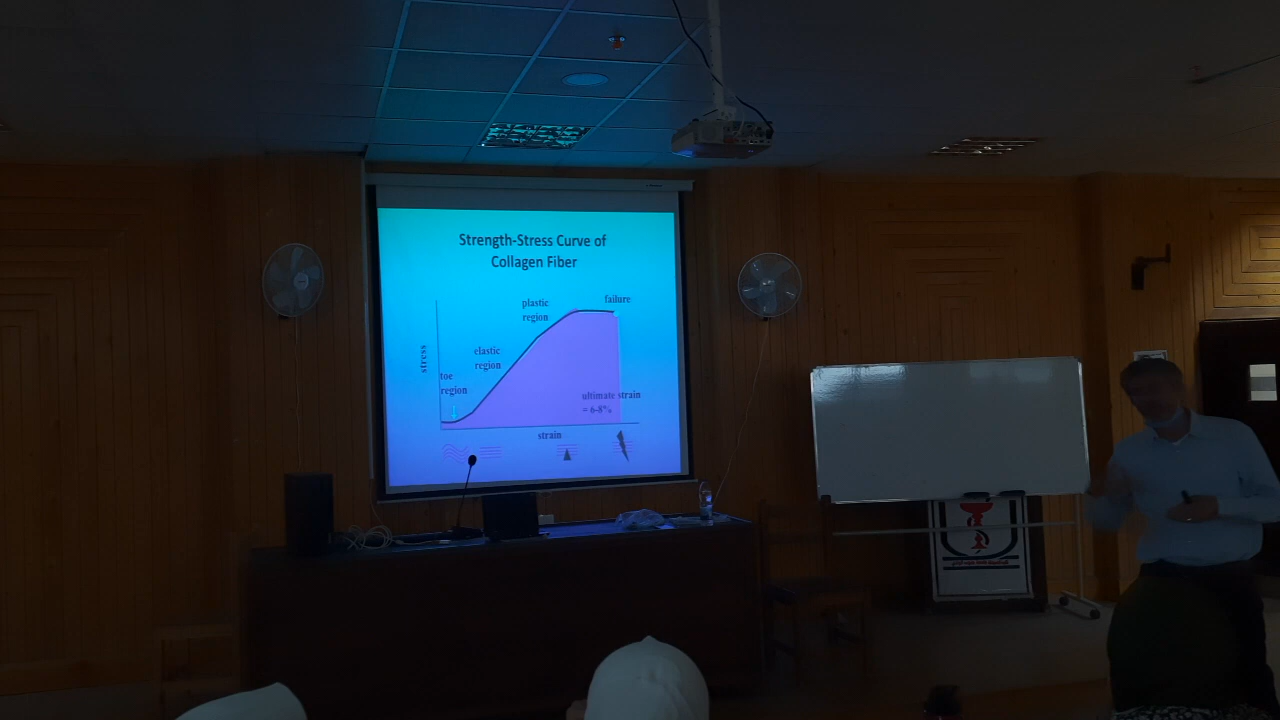 Strength-Stress Curve of
Collagen Fiber
failure
plastic
region
elastic
region
stress
toe
region
ultimate strain
= 6-8%
strain